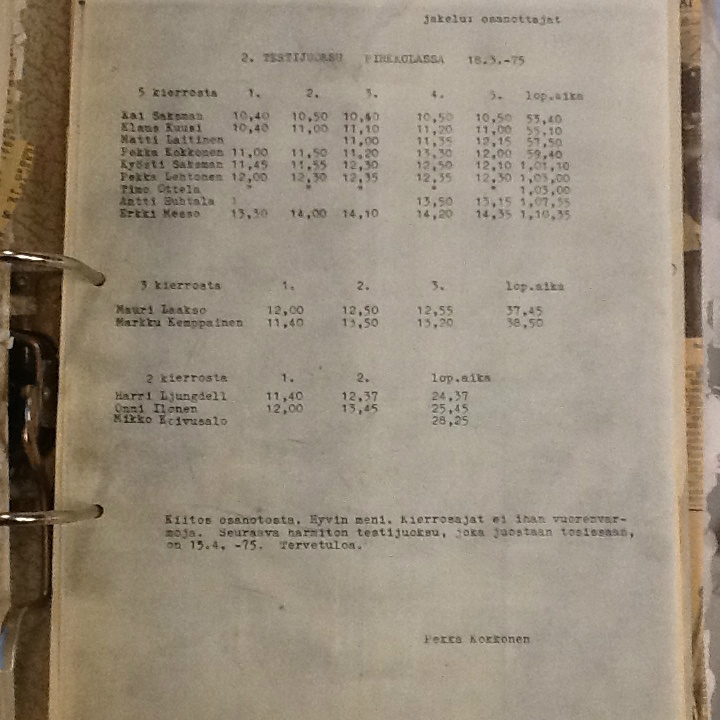 jakelu: osanottajat
2. TESTIJUOKSU PIRKKOLASSA 18.3.-75
5 kierrosta 1. 2. 3. 4. 5. lop.aika
Kai Saksman 10,40 10,50 10,40 10,50 10,50 53,40
Klaus Kuusi 10,40 11,00 11,10 11,20 11,00 55,10
Matti Laitinen 11,00 11,35 12,15 57,50
Pekka Kokkonen 11,00 11,50 11,20 13,30 12,00 59,40
Kyösti Saksman 11,45 11,55 12,30 12,50 12,10 1,01,10
Pekka Lehtonen 12,00 12,30 12,35 12,35 12,30 1,03,00
Timo Ottela " " " " " 1,03,00
Antti Huhtala 13,50 13,15 1,07,55
Erkki Messo 13,30 14,00 14,10 14,20 14,35 1,10,35
3 kierrosta 1. 2. 3. lop.aika
Mauri Laakso 12,00 12,50 12,55 37,45
Markku Kemppainen 11,40 13,50 13,20 38,50
2 kierrosta 1. 2. lop.aika
Harri Ljungdell 11,40 12,37 24,37
Onni Ilonen 12,00 13,45 25,45
Mikko Koivusalo 28,25
Kiitos osanotosta. Hyvin meni. Kierrosajat ei ihan vuorenvar-
moja. Seuraava harmiton testijuoksu, joka juostaan tosissaan,
on 15.4. -75. Tervetuloa.
Pekka Kokkonen